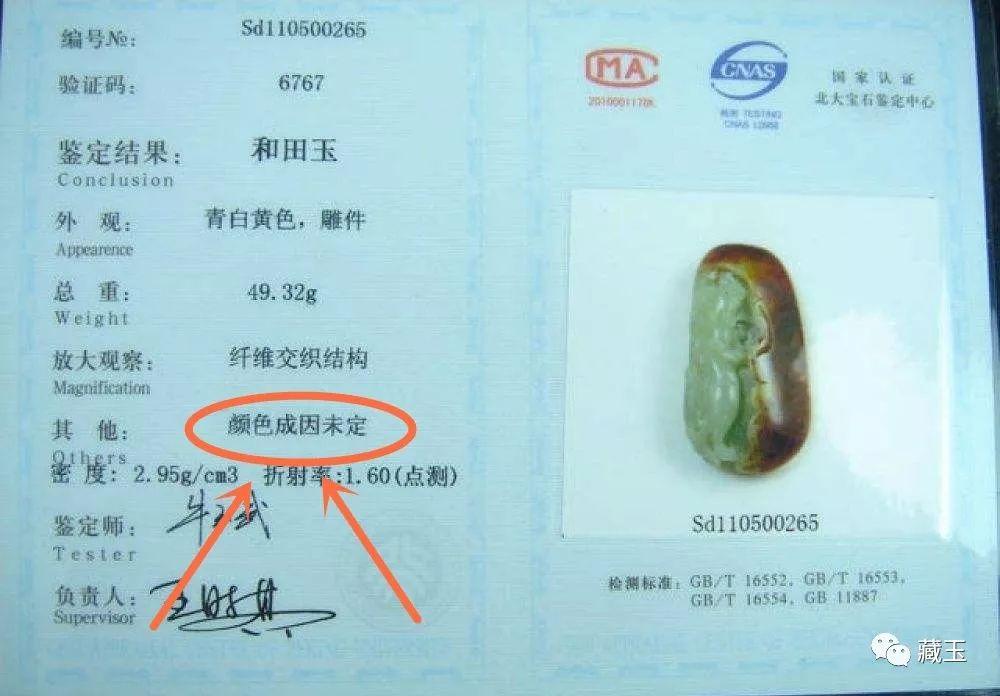 编号№: Sd110500265
验证码: 6767
鉴定结果: 和田玉
Conclusion
外 观: 青白黄色，雕件
Appearence
总 重: 49.32g
Weight
放大观察: 纤维交织结构
Magnification
其 他: 颜色成因未定
Others
密 度: 2.95g/cm3 折射率:1.60(点测)
鉴定师:
Tester
负责人:
Supervisor
MA
CNAS
国家认证
北大宝石鉴定中心
TESTING
Sd110500265
检测标准: GB/T 16552, GB/T 16553,
GB/T 16554, GB 11887
藏玉